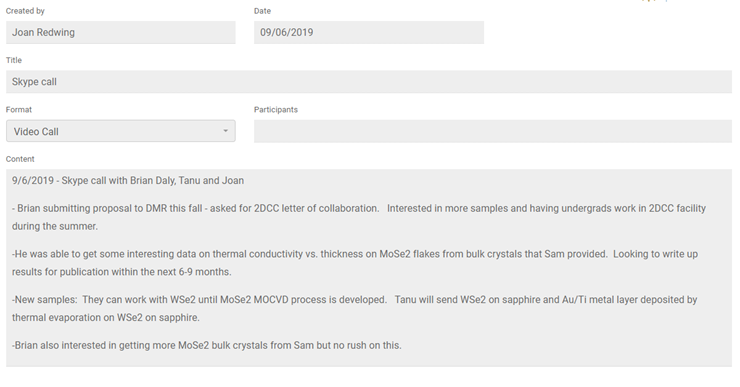 Created by
Date
Joan Redwing
09/06/2019
Title
Skype call
Format
Participants
Video Call
Content
9/6/2019 - Skype call with Brian Daly, Tanu and Joan
- Brian submitting proposal to DMR this fall - asked for 2DCC letter of collaboration.   Interested in more samples and having undergrads work in 2DCC facility
during the summer.
-He was able to get some interesting data on thermal conductivity vs. thickness on MoSe2 flakes from bulk crystals that Sam provided.  Looking to write up
results for publication within the next 6-9 months.
-New samples:  They can work with WSe2 until MoSe2 MOCVD process is developed.   Tanu will send WSe2 on sapphire and Au/Ti metal layer deposited by
thermal evaporation on WSe2 on sapphire.
-Brian also interested in getting more MoSe2 bulk crystals from Sam but no rush on this.